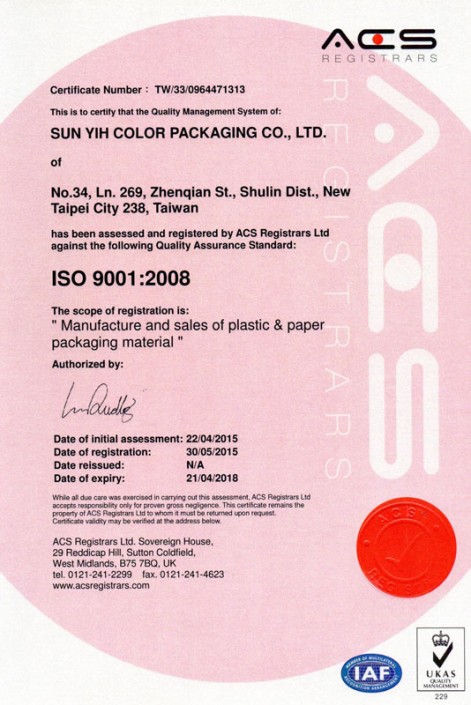 ACS
REGISTRARS
Certificate Number : TW/33/0964471313
This is to certify that the Quality Management System of:
SUN YIH COLOR PACKAGING CO., LTD.
of
No.34, Ln. 269, Zhenqian St., Shulin Dist., New
Taipei City 238, Taiwan
has been assessed and registered by ACS Registrars Ltd
against the following Quality Assurance Standard:
ISO 9001:2008
The scope of registration is:
" Manufacture and sales of plastic & paper
packaging material "
Authorized by:
Date of initial assessment: 22/04/2015
Date of registration: 30/05/2015
Date reissued: N/A
Date of expiry: 21/04/2018
While all due care was exercised in carrying out this assessment, ACS Registrars Ltd
accepts responsibility only for proven gross negligence. This certificate remains the
property of ACS Registrars Ltd to whom it must be returned upon request.
Certificate validity may be verified at the address below.
ACS Registrars Ltd. Sovereign House,
29 Reddicap Hill, Sutton Coldfield,
West Midlands, B75 7BQ, UK
tel. 0121-241-2299 fax. 0121-241-4623
www.acsregistrars.com
ACS
REGISTRARS
ACS
MEMBER OF MULTILATERAL
IAF
RECOGNITION ARRANGEMENT
UKAS
QUALITY
MANAGEMENT
229